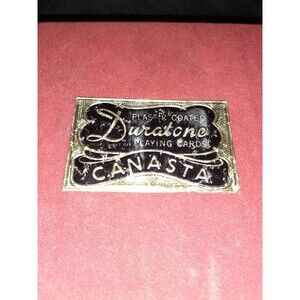 PLASTIC COATED
Duratone
PLAYING CARDS
CANASTA